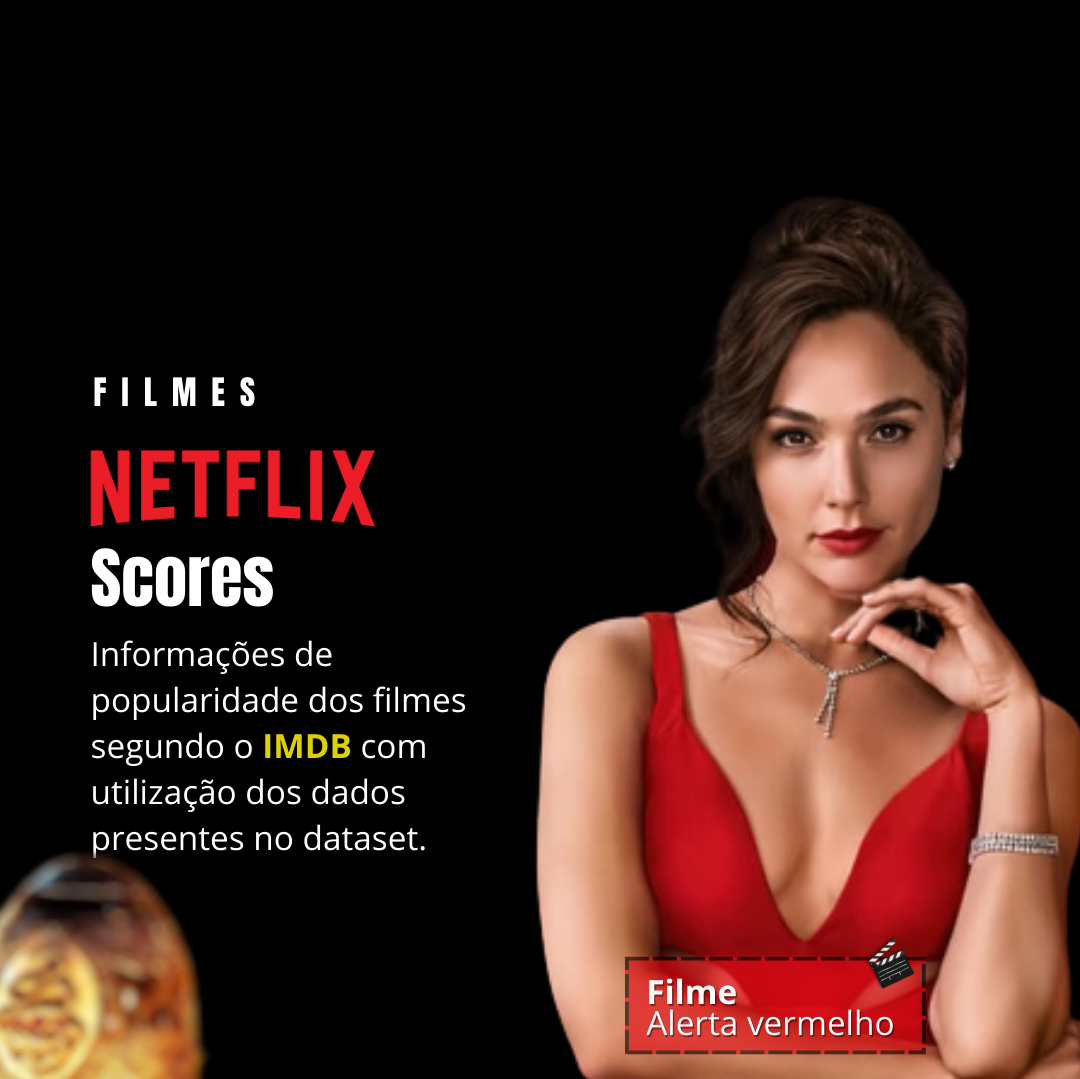 FILMES
NETFLIX
Scores
Informações de
popularidade dos filmes
segundo o IMDB com
utilização dos dados
presentes no dataset.
Filme
Alerta vermelho